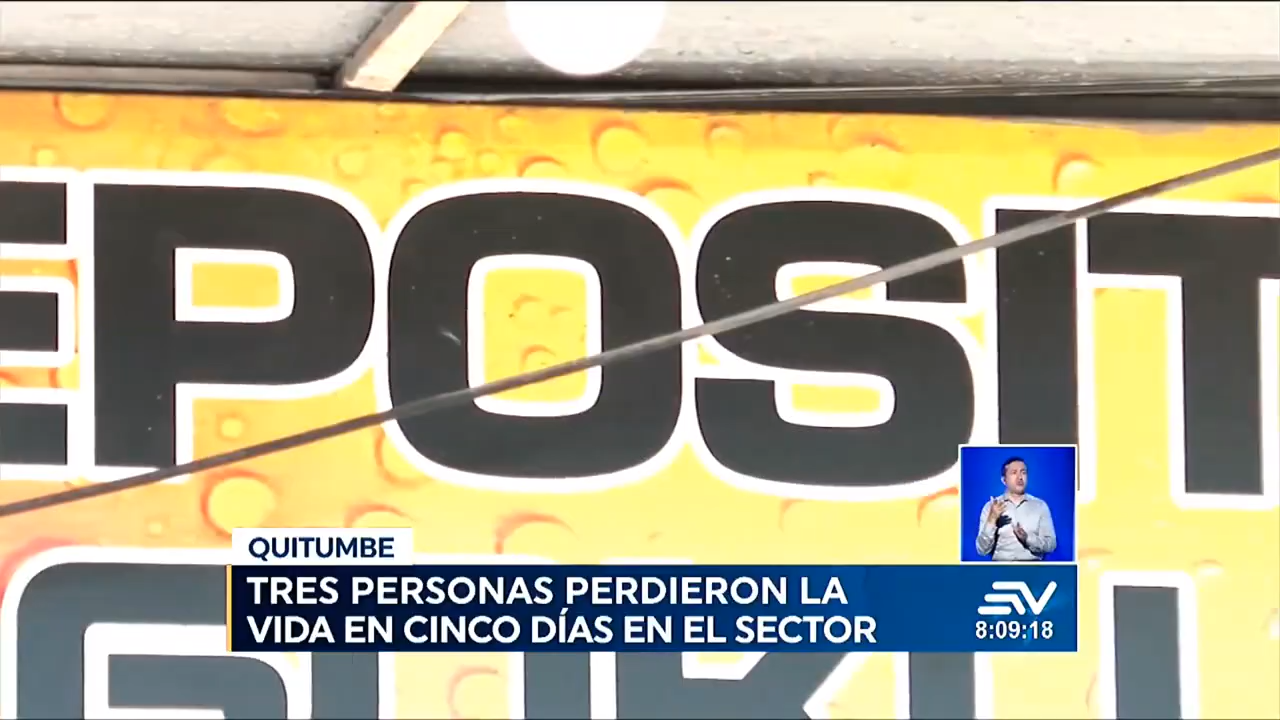 EPOSIT
QUITUMBE
TRES PERSONAS PERDIERON LA
VIDA EN CINCO DÍAS EN EL SECTOR
8:09:18